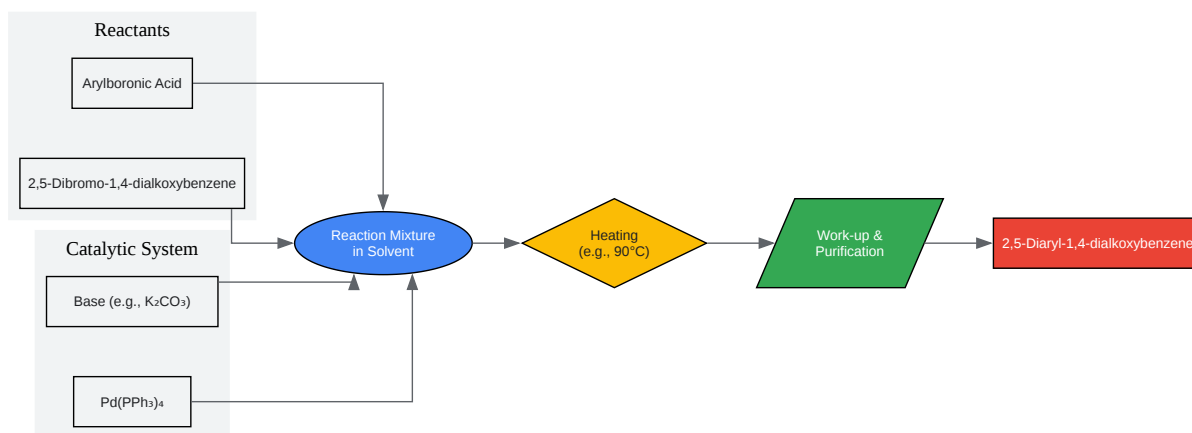 Reactants
Arylboronic Acid
2,5-Dibromo-1,4-dialkoxybenzene
Catalytic System
Base (e.g., K₂CO₃)
Pd(PPh₃)₄
Reaction Mixture
in Solvent
Heating
(e.g., 90°C)
Work-up &
Purification
2,5-Diaryl-1,4-dialkoxybenzene